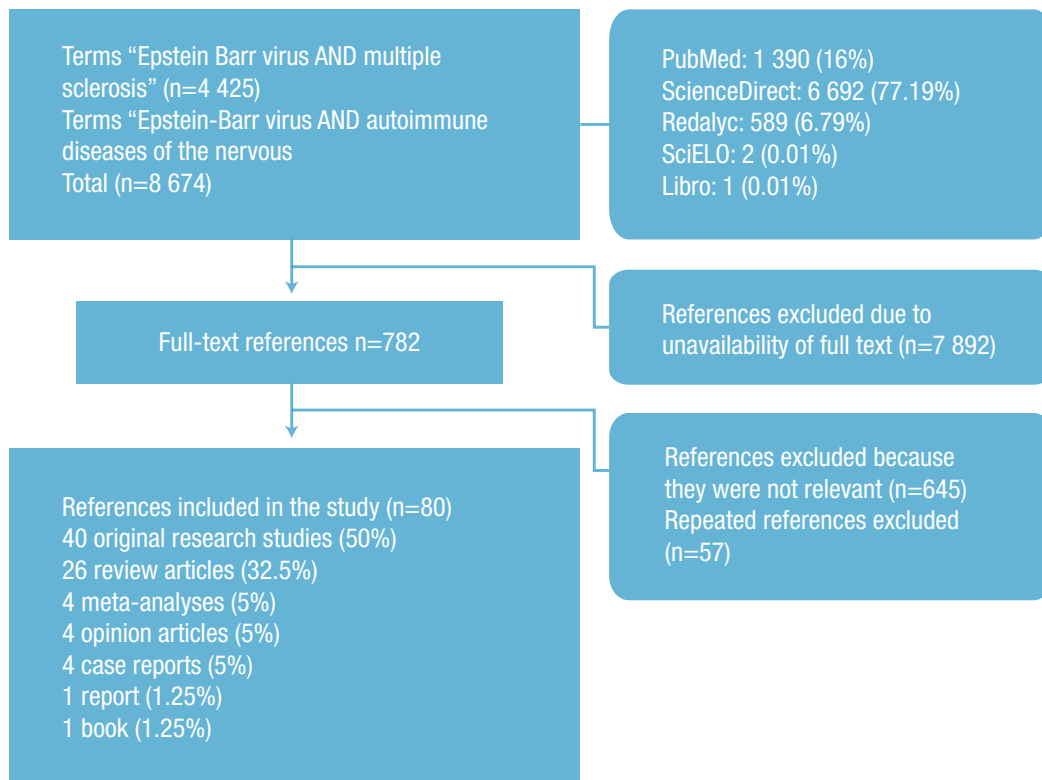 Terms “Epstein Barr virus AND multiple
sclerosis” (n=4 425)
Terms “Epstein-Barr virus AND autoimmune
diseases of the nervous
Total (n=8 674)
PubMed: 1 390 (16%)
ScienceDirect: 6 692 (77.19%)
Redalyc: 589 (6.79%)
SciELO: 2 (0.01%)
Libro: 1 (0.01%)
References excluded due to
unavailability of full text (n=7 892)
Full-text references n=782
References excluded because
they were not relevant (n=645)
Repeated references excluded
(n=57)
References included in the study (n=80)
40 original research studies (50%)
26 review articles (32.5%)
4 meta-analyses (5%)
4 opinion articles (5%)
4 case reports (5%)
1 report (1.25%)
1 book (1.25%)